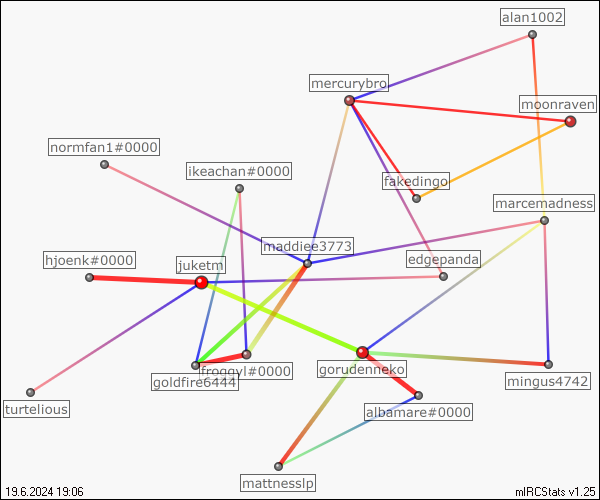 alan1002
mercurybro
moonraven
normfan1#0000
ikeachan#0000
fakedingo
marcemadness
maddiee3773
hjoenk#0000
juketm
edgepanda
froggyl#0000
goldfire6444
gorudenneko
mingus4742
turtelious
albamare#0000
mattnesslp
19.6.2024 19:06
mIRCStats v1.25